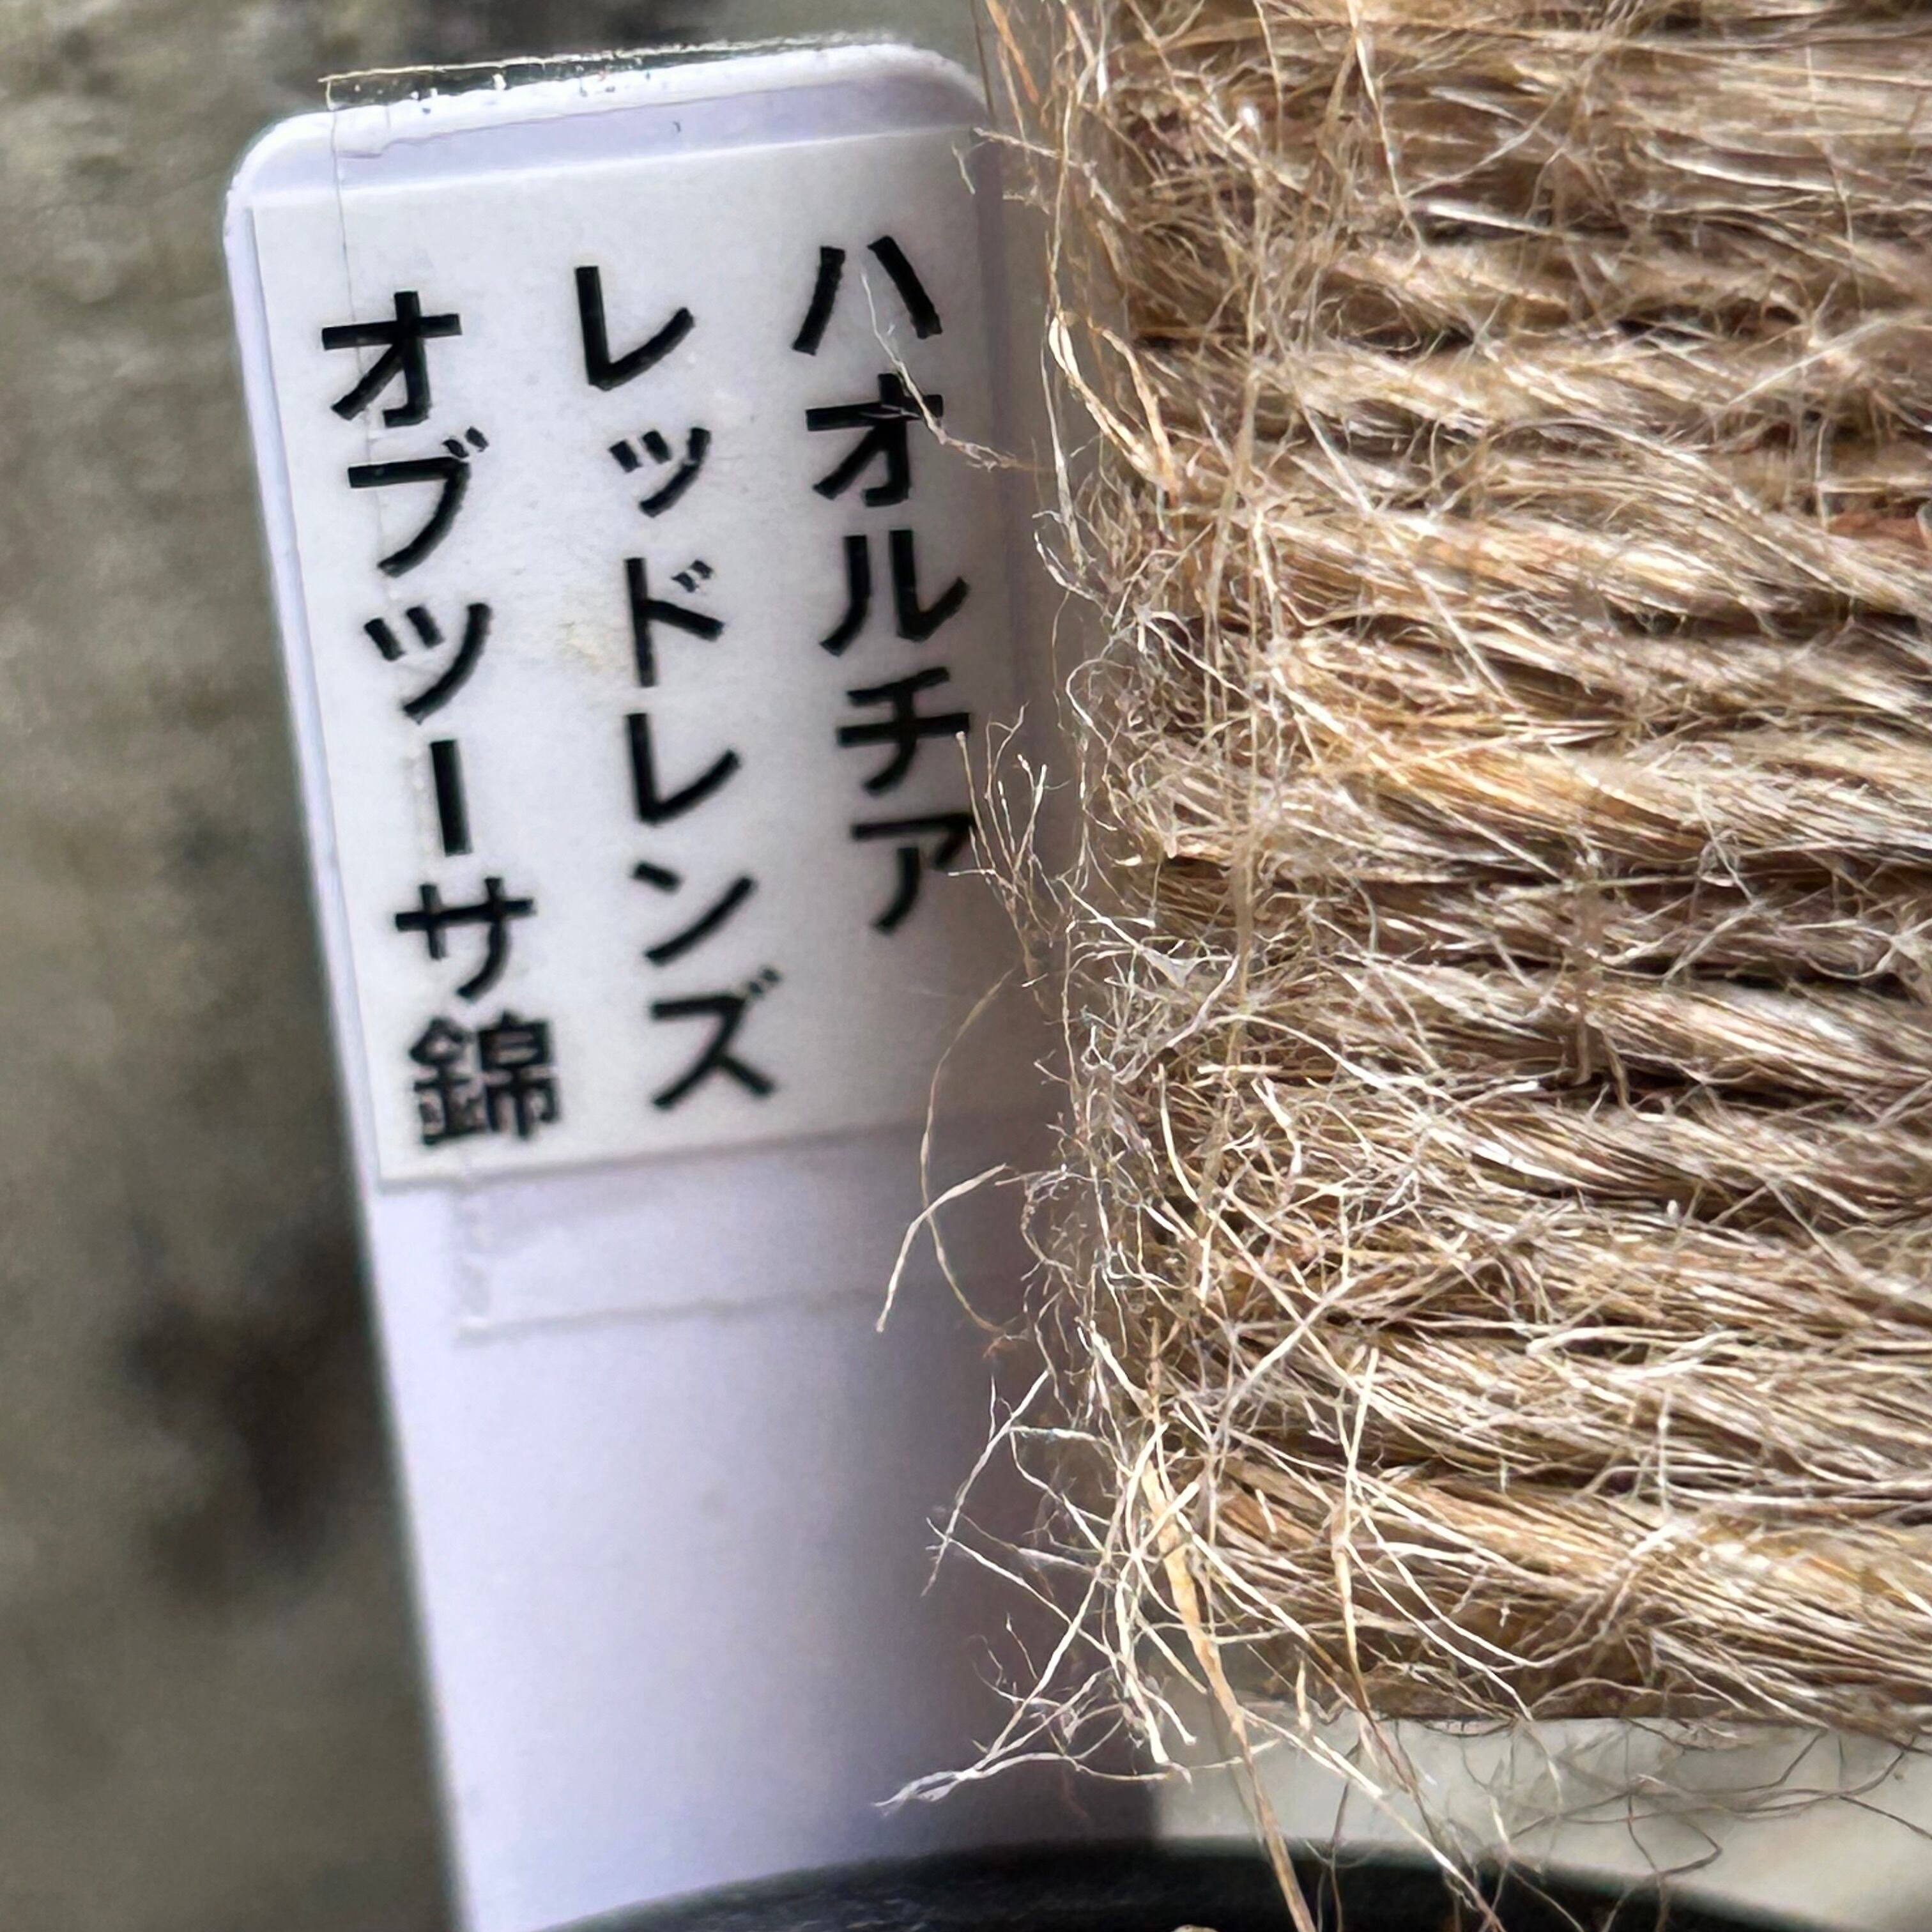 ハオルチア
レッドレンズ
オブツーサ錦